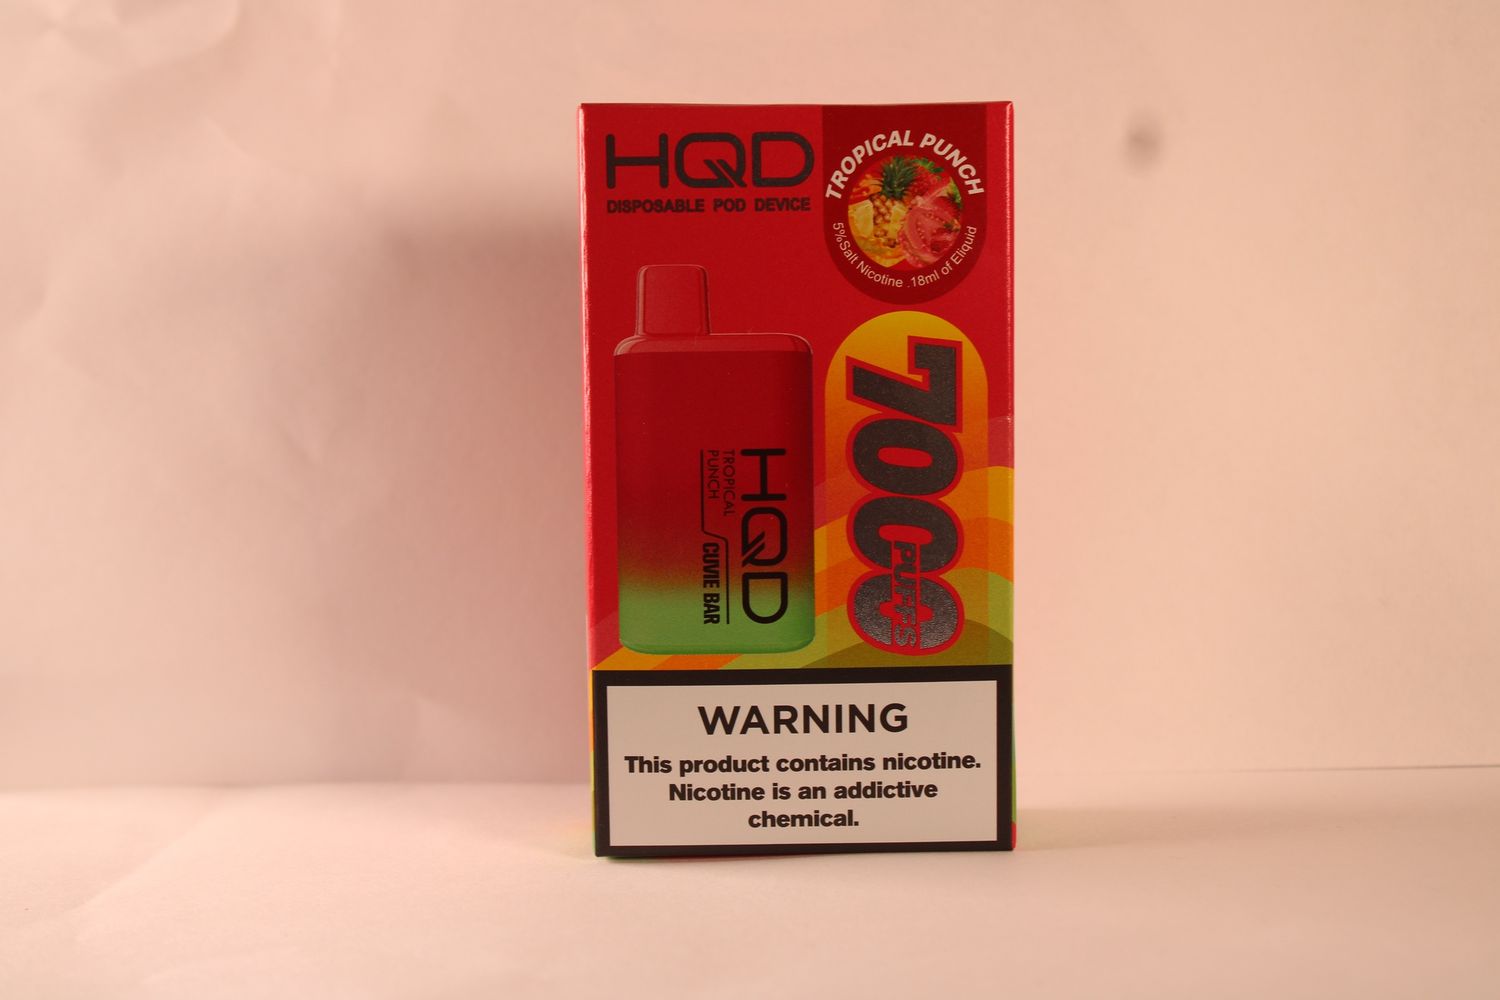 HQD
DISPOSABLE POD DEVICE
TROPICAL PUNCH
5%Salt Nicotine .18ml of Eliquid
7000
PUFFS
HQD
TROPICAL
PUNCH
CUVIE BAR
WARNING
This product contains nicotine.
Nicotine is an addictive
chemical.